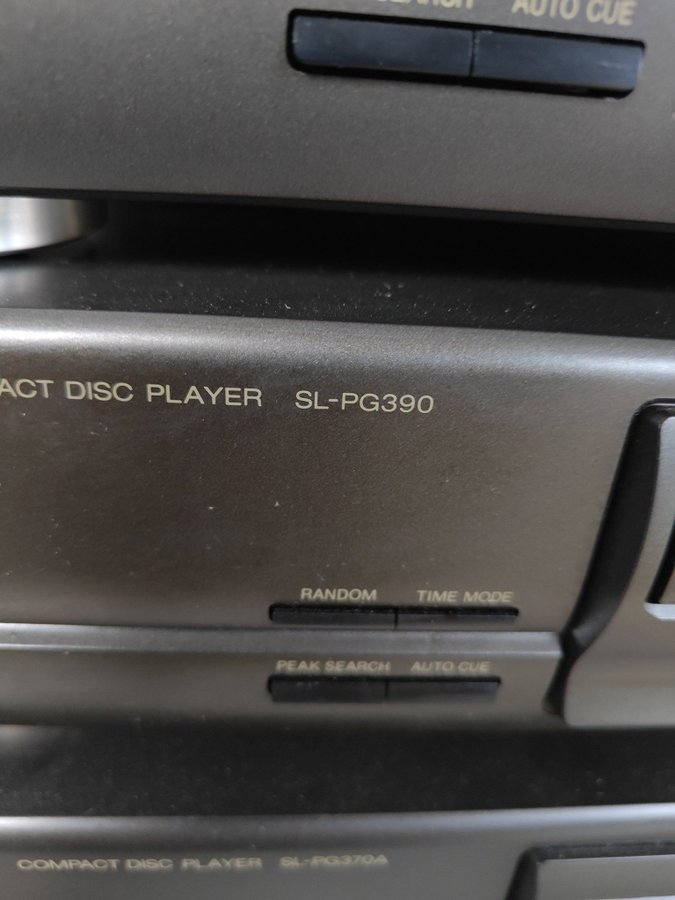 AUTO CUE
ACT DISC PLAYER SL-PG390
RANDOM TIME MODE
PEAK SEARCH AUTO CUE
COMPACT DISC PLAYER SL-PG370A